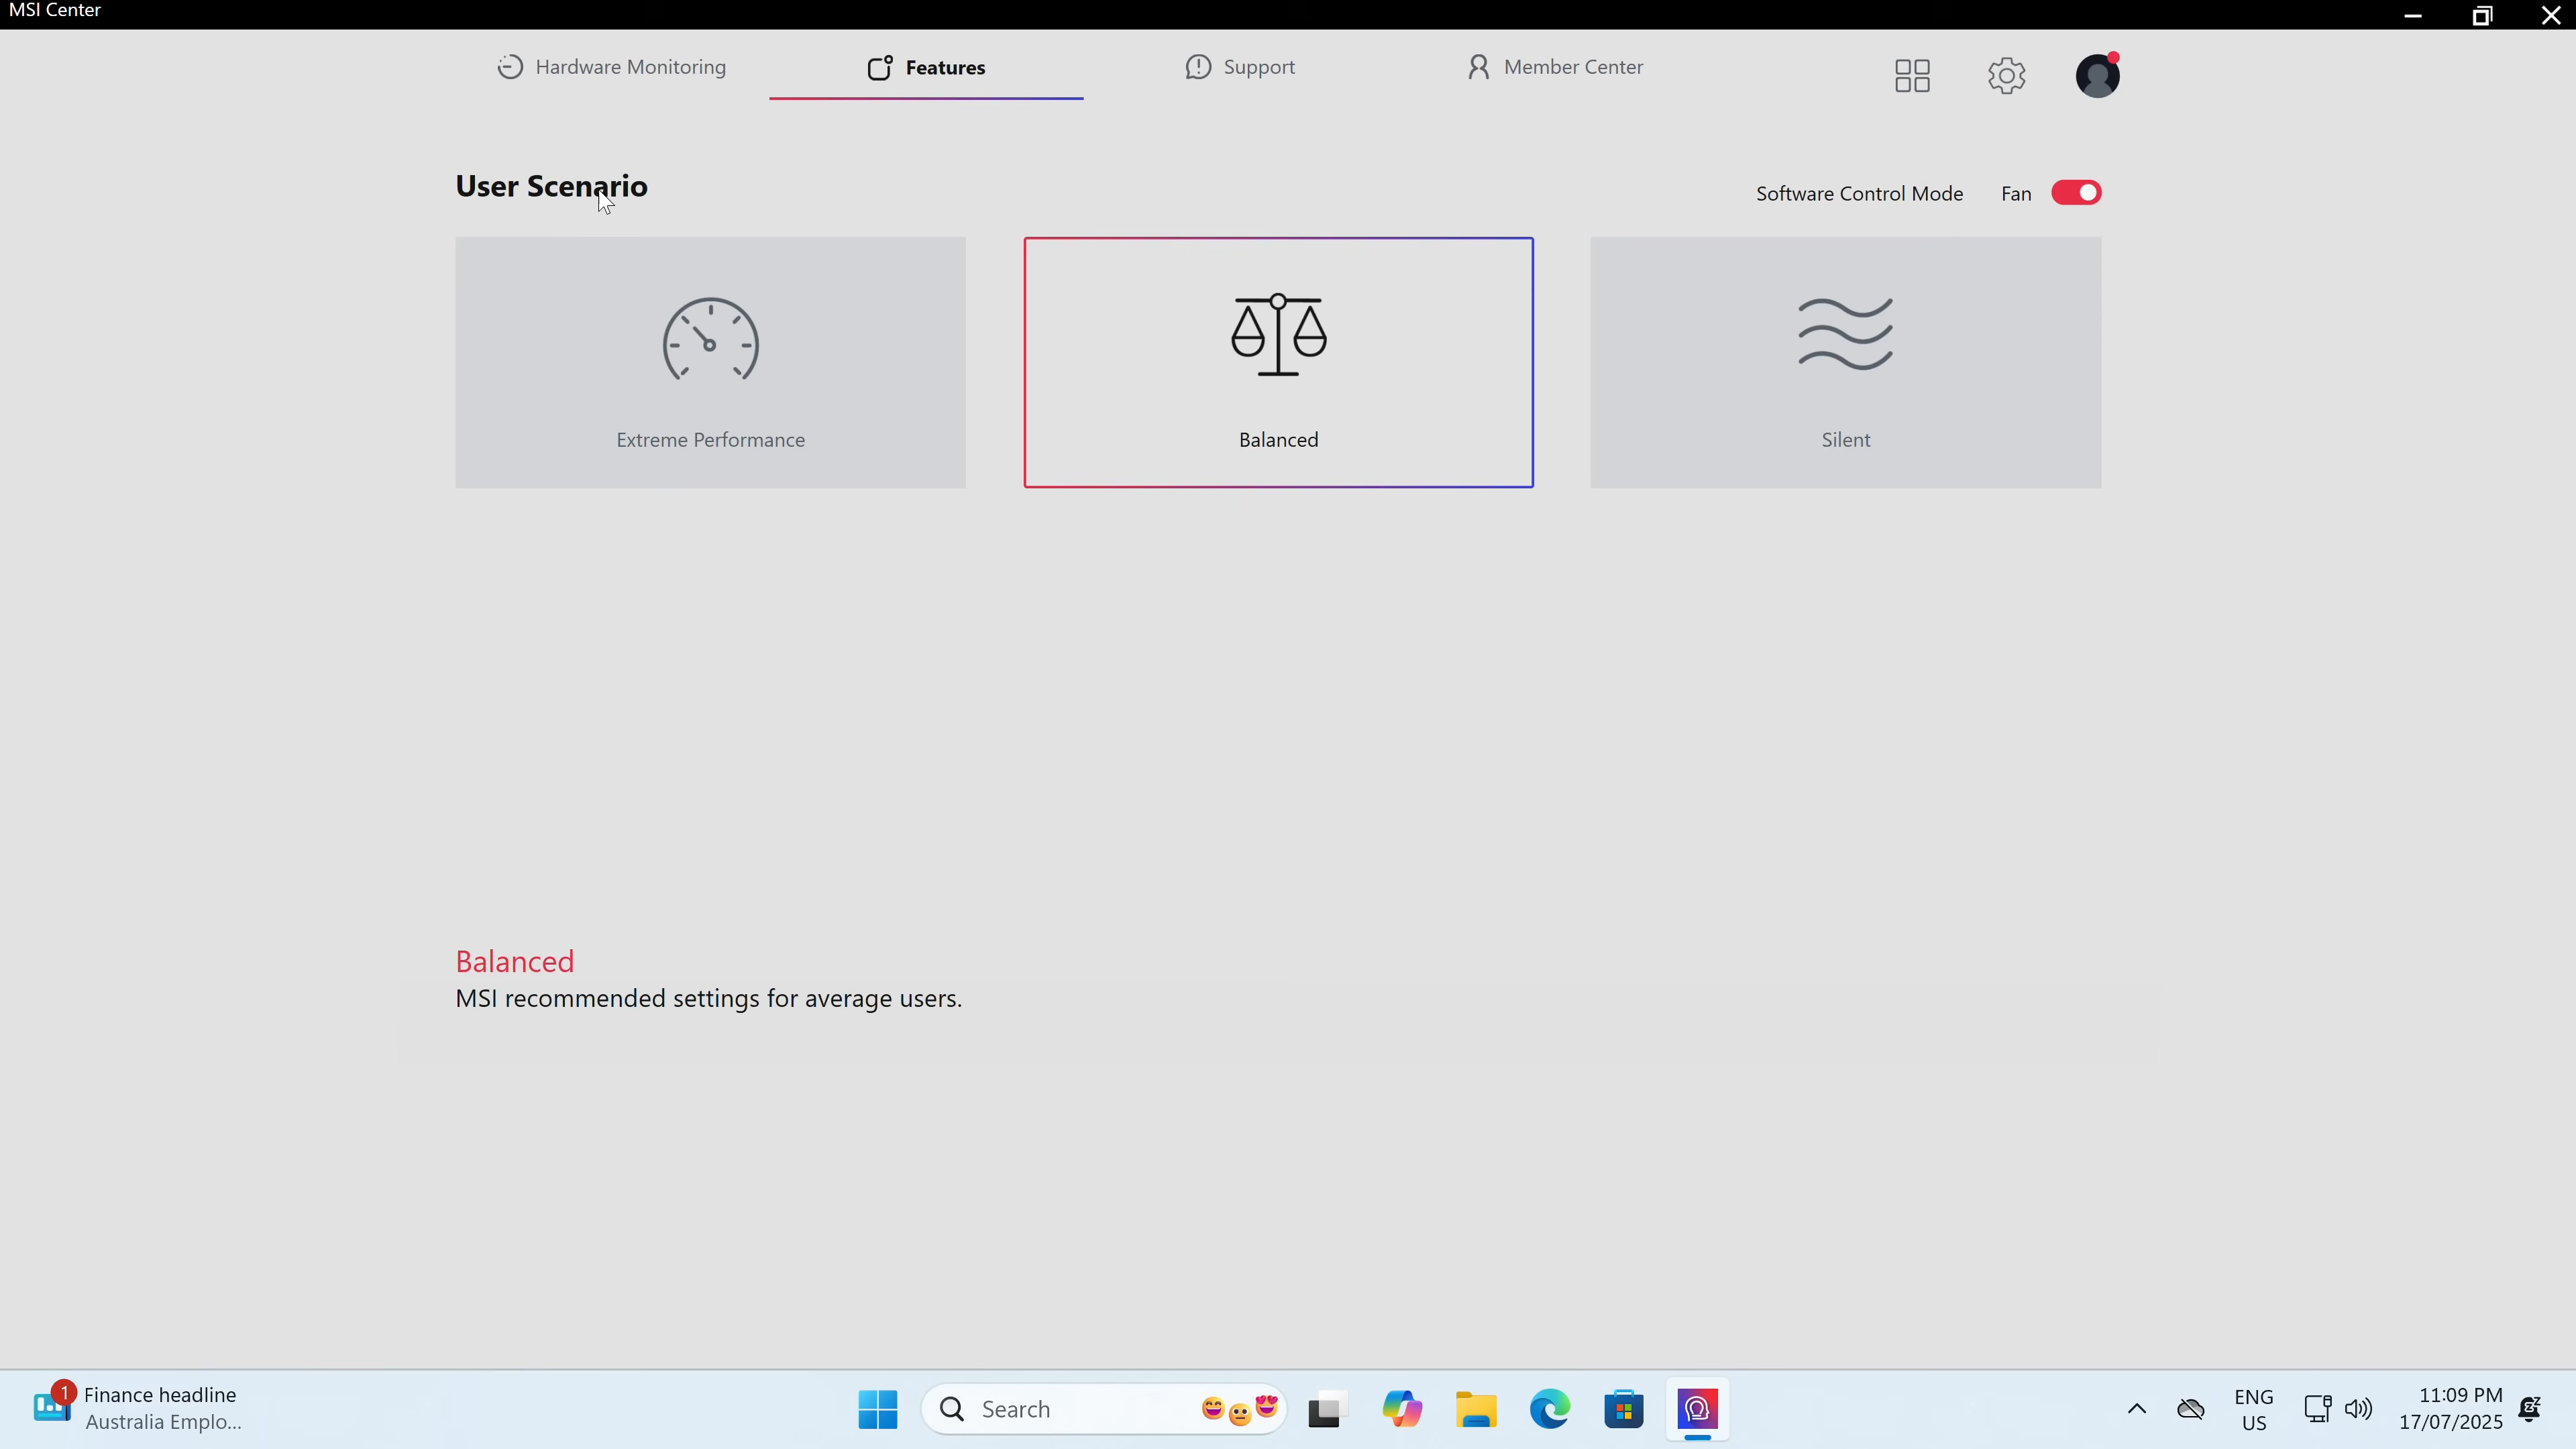 MSI Center
Hardware Monitoring
Features
Support
Member Center
User Scenario
Software Control Mode
Fan
Extreme Performance
Balanced
Silent
Balanced
MSI recommended settings for average users.
1
Finance headline
Australia Emplo...
Search
ENG
US
11:09 PM
17/07/2025